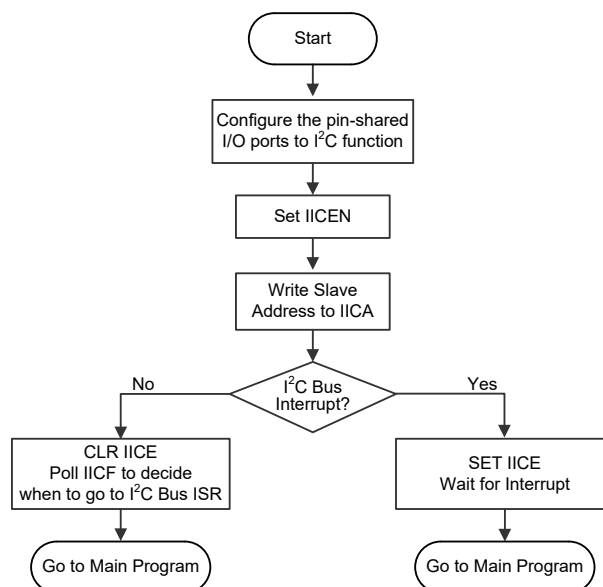 Start
Configure the pin-shared
I/O ports to I²C function
Set IICEN
Write Slave
Address to IICA
No
I²C Bus
Interrupt?
Yes
CLR IICE
Poll IICF to decide
when to go to I²C Bus ISR
SET IICE
Wait for Interrupt
Go to Main Program
Go to Main Program